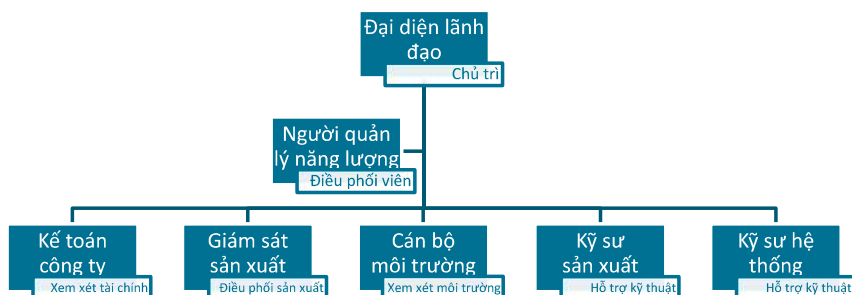 Đại diện lãnh
đạo
Chủ trì
Người quản
lý năng lượng
Điều phối viên
Kế toán
công ty
Xem xét tài chính
Giám sát
sản xuất
Điều phối sản xuất
Cán bộ
môi trường
Xem xét môi trường
Kỹ sư
sản xuất
Hỗ trợ kỹ thuật
Kỹ sư hệ
thống
Hỗ trợ kỹ thuật